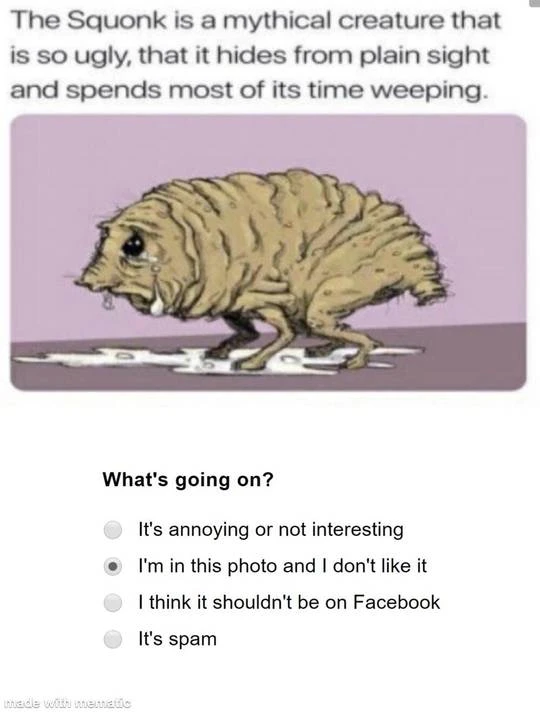 The Squonk is a mythical creature that
is so ugly, that it hides from plain sight
and spends most of its time weeping.
What's going on?
It's annoying or not interesting
I'm in this photo and I don't like it
I think it shouldn't be on Facebook
It's spam
made with mematic